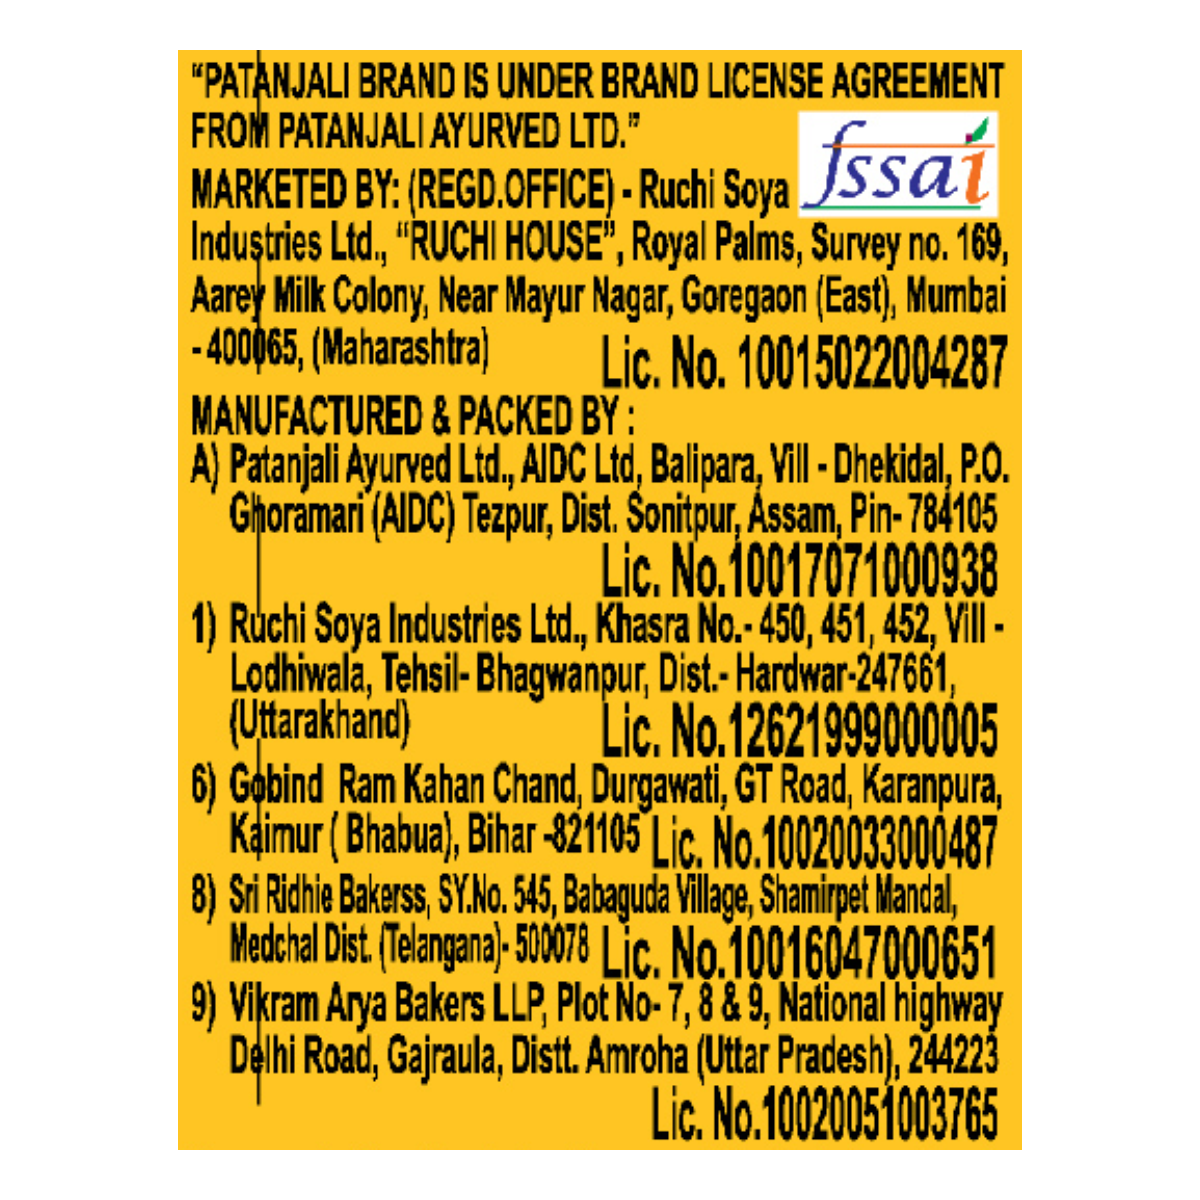 “PATANJALI BRAND IS UNDER BRAND LICENSE AGREEMENT
FROM PATANJALI AYURVED LTD.”
fssai
MARKETED BY: (REGD.OFFICE) - Ruchi Soya
Industries Ltd., “RUCHI HOUSE”, Royal Palms, Survey no. 169,
Aarey Milk Colony, Near Mayur Nagar, Goregaon (East), Mumbai
- 400065, (Maharashtra)
Lic. No. 10015022004287
MANUFACTURED & PACKED BY :
A) Patanjali Ayurved Ltd., AIDC Ltd, Balipara, Vill - Dhekidal, P.O.
Ghoramari (AIDC) Tezpur, Dist. Sonitpur, Assam, Pin- 784105
Lic. No.10017071000938
1) Ruchi Soya Industries Ltd., Khasra No.- 450, 451, 452, Vill -
Lodhiwala, Tehsil- Bhagwanpur, Dist.- Hardwar-247661,
(Uttarakhand)
Lic. No.12621999000005
6) Gobind Ram Kahan Chand, Durgawati, GT Road, Karanpura,
Kaimur ( Bhabua), Bihar -821105 Lic. No.10020033000487
8) Sri Ridhie Bakerss, SY.No. 545, Babaguda Village, Shamirpet Mandal,
Medchal Dist. (Telangana)- 500078 Lic. No.10016047000651
9) Vikram Arya Bakers LLP, Plot No- 7, 8 & 9, National highway
Delhi Road, Gajraula, Distt. Amroha (Uttar Pradesh), 244223
Lic. No.10020051003765